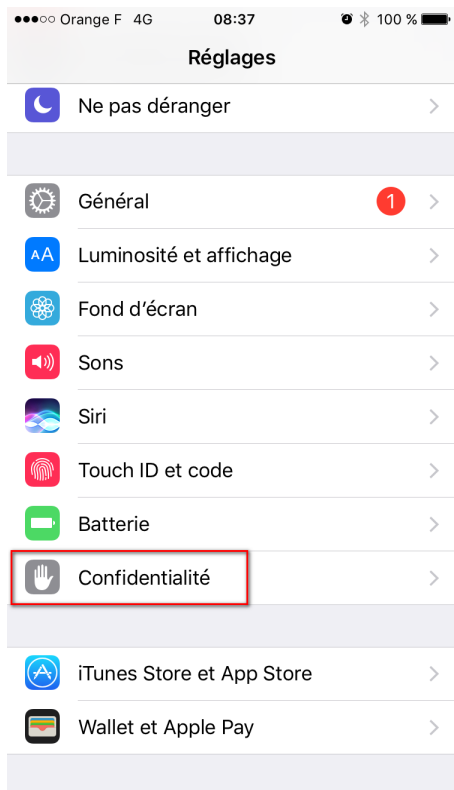 Orange F 4G 08:37 100 %
Réglages
Ne pas déranger
Général 1
AA Luminosité et affichage
Fond d’écran
Sons
Siri
Touch ID et code
Batterie
Confidentialité
iTunes Store et App Store
Wallet et Apple Pay